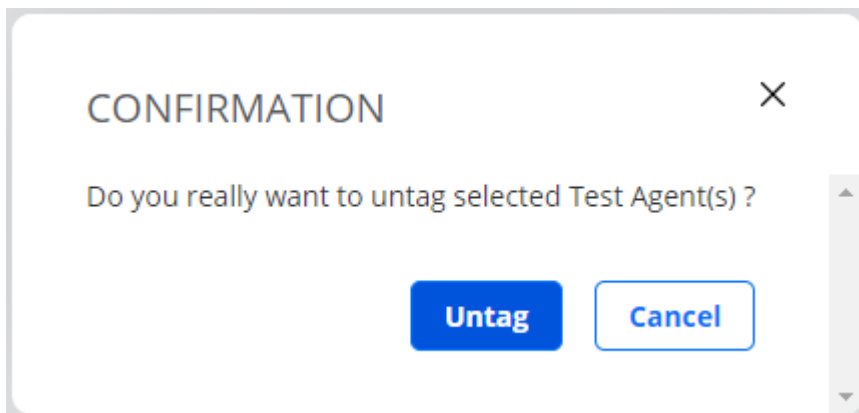 CONFIRMATION
Do you really want to untag selected Test Agent(s) ?
Untag
Cancel